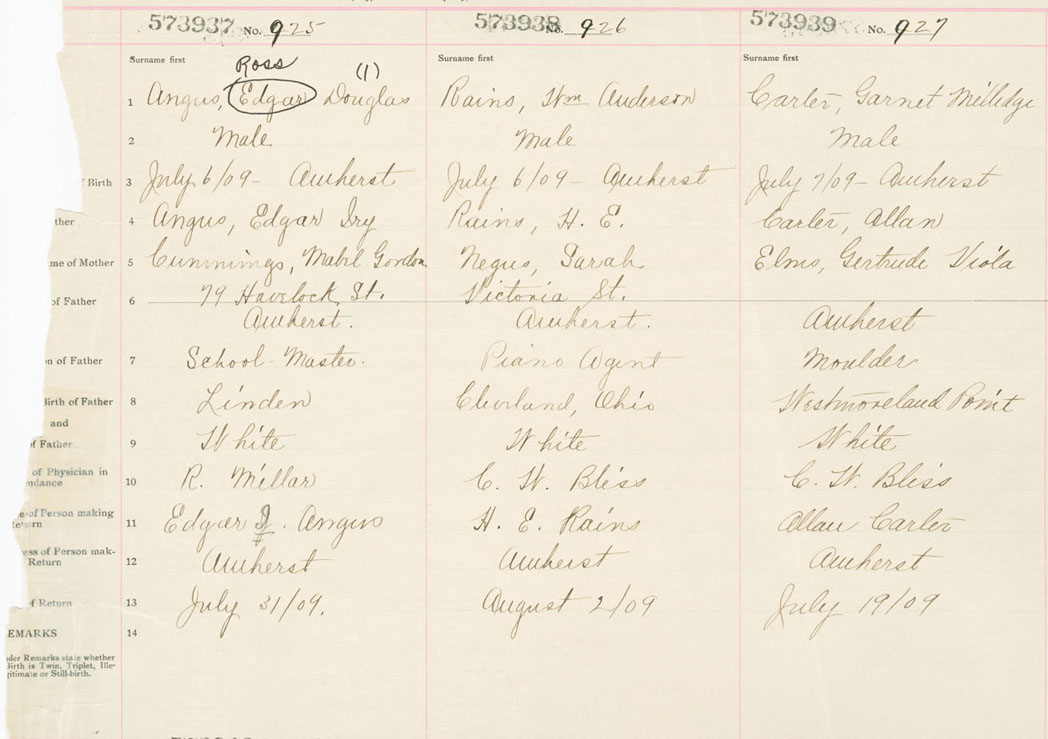 573937 No. 925
573938 No. 926
573939 No. 927
Surname first
Surname first
Surname first
Ross
(1)
1 Angus, Edgar Douglas
Rains, Wm Anderson
Carter, Garnet Milledge
2 Male
Male
Male
f Birth 3 July 6/09 - Amherst
July 6/09 - Amherst
July 7/09 - Amherst
ther 4 Angus, Edgar Iry
Rains, H. E.
Carter, Allan
me of Mother 5 Cummings, Mabel Gordon
Negus, Sarah
Elms, Gertrude Viola
of Father 6 79 Havelock St.
Amherst.
Victoria St.
Amherst.
Amherst
n of Father 7 School-Master.
Piano Agent
Moulder
Birth of Father 8 Linden
Cleveland, Ohio
Westmoreland Point
and
of Father 9 White
White
White
of Physician in
ndance 10 R. Millar
C. W. Bliss
C. W. Bliss
e of Person making
Return 11 Edgar I. Angus
H. E. Rains
Allan Carter
ess of Person mak-
Return 12 Amherst
Amherst
Amherst
f Return 13 July 31/09.
August 2/09
July 19/09
EMARKS 14
der Remarks state whether
Birth is Twin, Triplet, Ille-
gitimate or Still-birth.